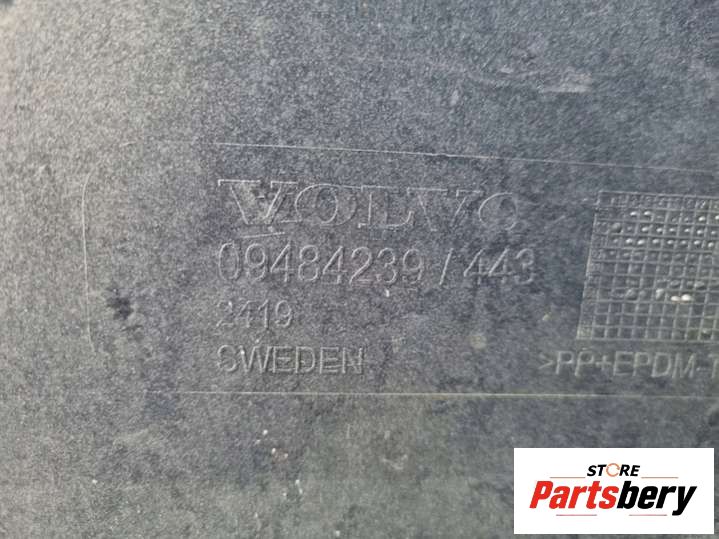 VOLVO
09484239/443
2419
SWEDEN
>PP+EPDM-
STORE
Partsbery